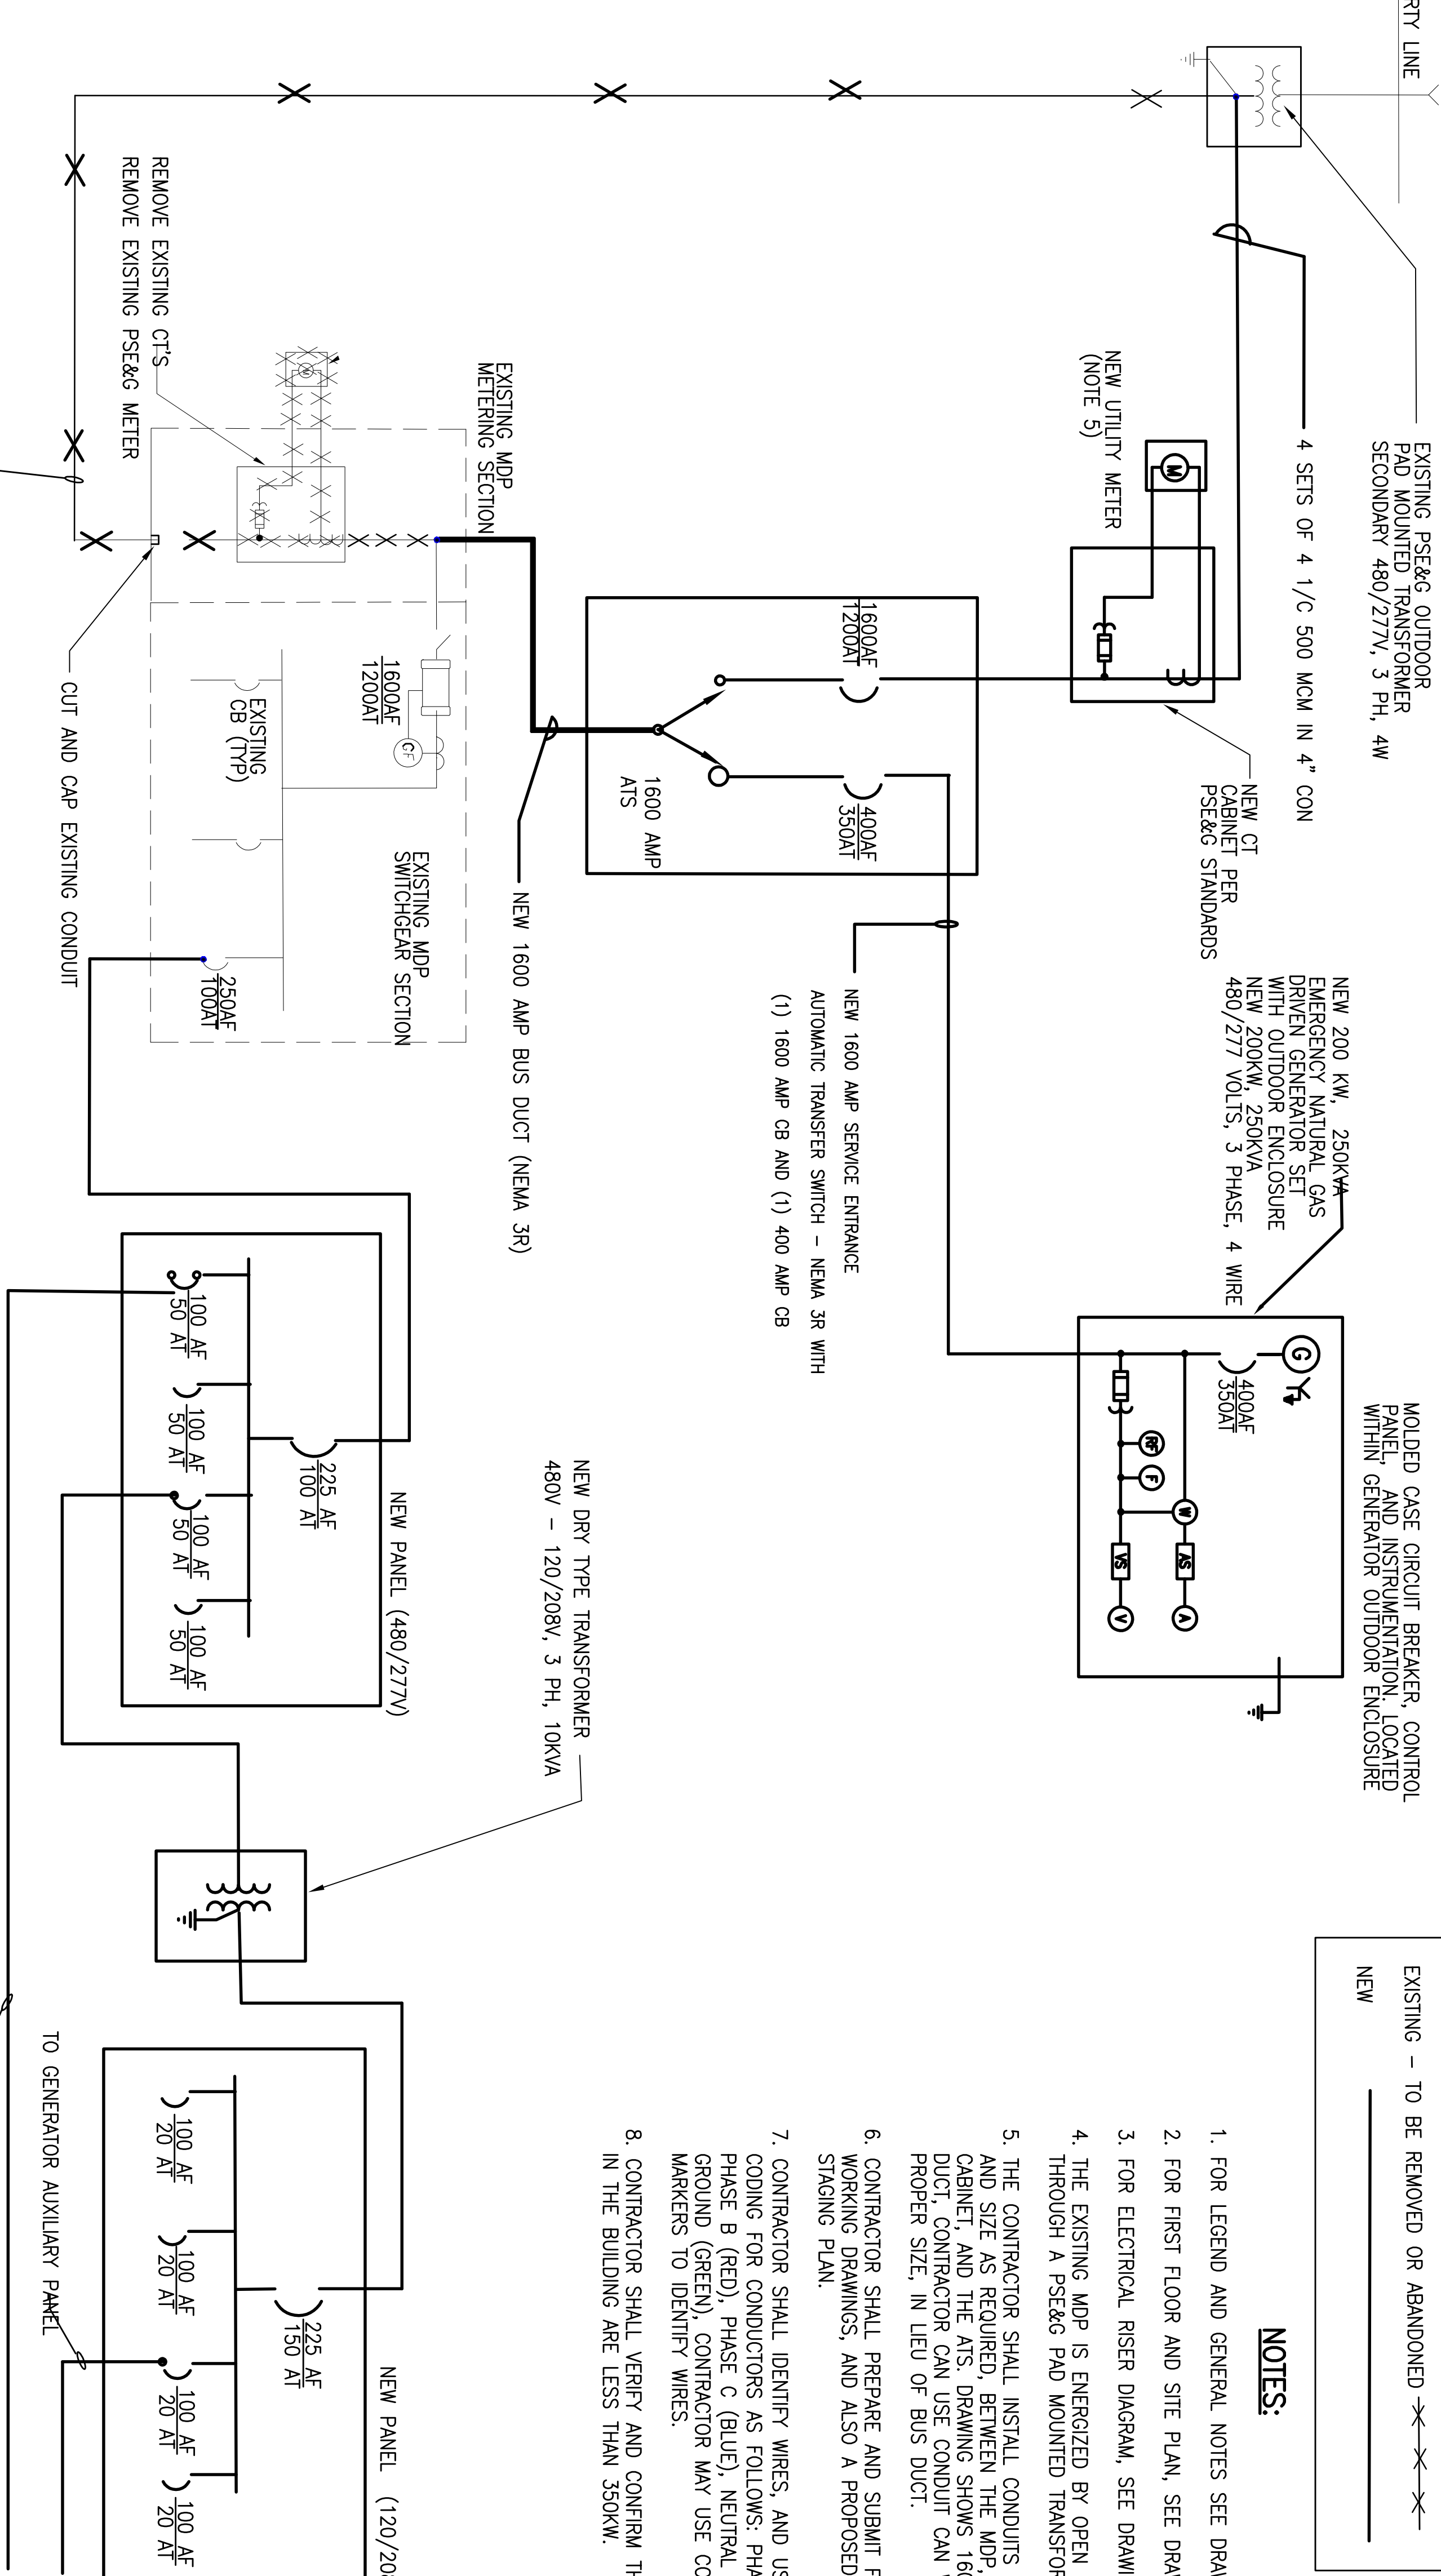 RTY LINE
EXISTING PSE&G OUTDOOR
PAD MOUNTED TRANSFORMER
SECONDARY 480/277V, 3 PH, 4W
4 SETS OF 4 1/C 500 MCM IN 4" CON
NEW UTILITY METER
(NOTE 5)
M
NEW CT
CABINET PER
PSE&G STANDARDS
REMOVE EXISTING CT'S
REMOVE EXISTING PSE&G METER
M
EXISTING MDP
METERING SECTION
1600AF
1200AT
400AF
350AT
1600 AMP
ATS
1600AF
1200AT
GF
EXISTING
CB (TYP)
EXISTING MDP
SWITCHGEAR SECTION
250AF
100AT
CUT AND CAP EXISTING CONDUIT
NEW 1600 AMP BUS DUCT (NEMA 3R)
NEW 1600 AMP SERVICE ENTRANCE
AUTOMATIC TRANSFER SWITCH - NEMA 3R WITH
(1) 1600 AMP CB AND (1) 400 AMP CB
NEW 200 KW, 250KVA
EMERGENCY NATURAL GAS
DRIVEN GENERATOR SET
WITH OUTDOOR ENCLOSURE
NEW 200KW, 250KVA
480/277 VOLTS, 3 PHASE, 4 WIRE
MOLDED CASE CIRCUIT BREAKER, CONTROL
PANEL, AND INSTRUMENTATION. LOCATED
WITHIN GENERATOR OUTDOOR ENCLOSURE
G
400AF
350AT
RF
F
W
AS
A
VS
V
NEW PANEL (480/277V)
225 AF
100 AT
100 AF
50 AT
100 AF
50 AT
100 AF
50 AT
100 AF
50 AT
NEW DRY TYPE TRANSFORMER
480V - 120/208V, 3 PH, 10KVA
NEW PANEL (120/20
225 AF
150 AT
100 AF
20 AT
100 AF
20 AT
100 AF
20 AT
100 AF
20 AT
TO GENERATOR AUXILIARY PANEL
EXISTING - TO BE REMOVED OR ABANDONED
NEW
NOTES:
1. FOR LEGEND AND GENERAL NOTES SEE DRAW
2. FOR FIRST FLOOR AND SITE PLAN, SEE DRAW
3. FOR ELECTRICAL RISER DIAGRAM, SEE DRAWI
4. THE EXISTING MDP IS ENERGIZED BY OPEN
THROUGH A PSE&G PAD MOUNTED TRANSFOR
5. THE CONTRACTOR SHALL INSTALL CONDUITS
AND SIZE AS REQUIRED, BETWEEN THE MDP,
CABINET, AND THE ATS. DRAWING SHOWS 160
DUCT, CONTRACTOR CAN USE CONDUIT CAN
PROPER SIZE, IN LIEU OF BUS DUCT.
6. CONTRACTOR SHALL PREPARE AND SUBMIT F
WORKING DRAWINGS, AND ALSO A PROPOSED
STAGING PLAN.
7. CONTRACTOR SHALL IDENTIFY WIRES, AND US
CODING FOR CONDUCTORS AS FOLLOWS: PHA
PHASE B (RED), PHASE C (BLUE), NEUTRAL
GROUND (GREEN), CONTRACTOR MAY USE CO
MARKERS TO IDENTIFY WIRES.
8. CONTRACTOR SHALL VERIFY AND CONFIRM TH
IN THE BUILDING ARE LESS THAN 350KW.